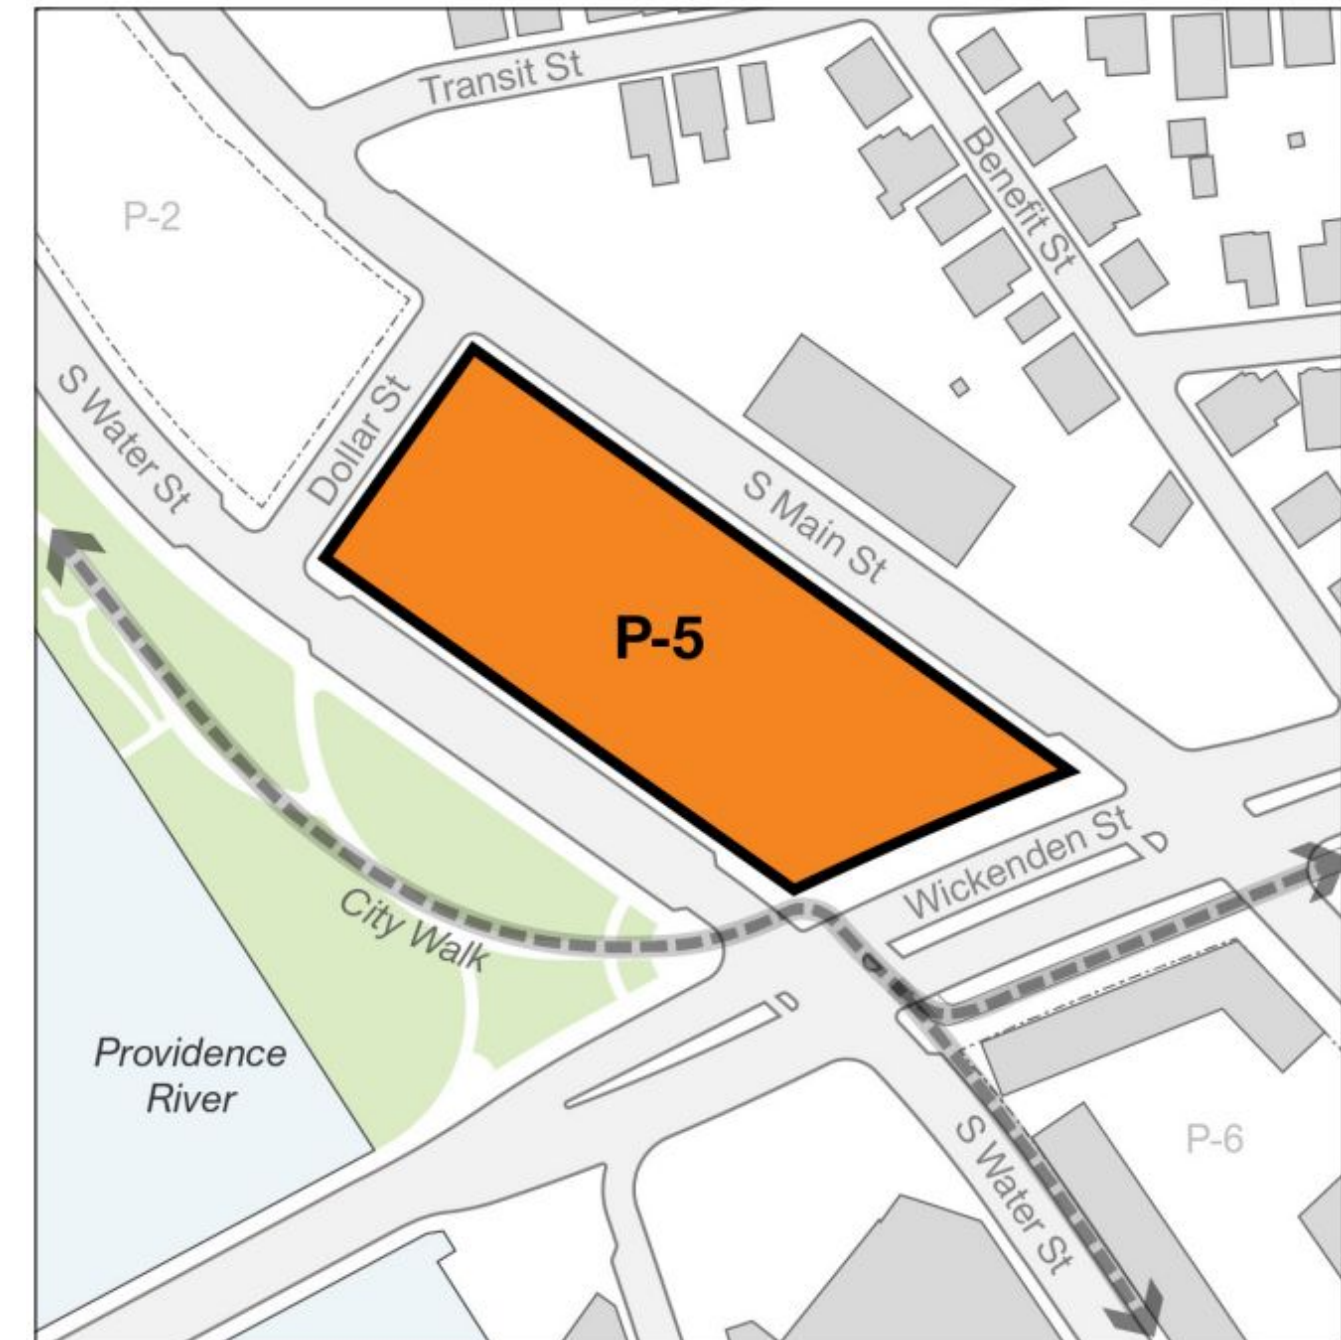 Transit St
Benefit St
P-2
S Water St
Dollar St
S Main St
P-5
Wickenden St
City Walk
Providence
River
S Water St
P-6